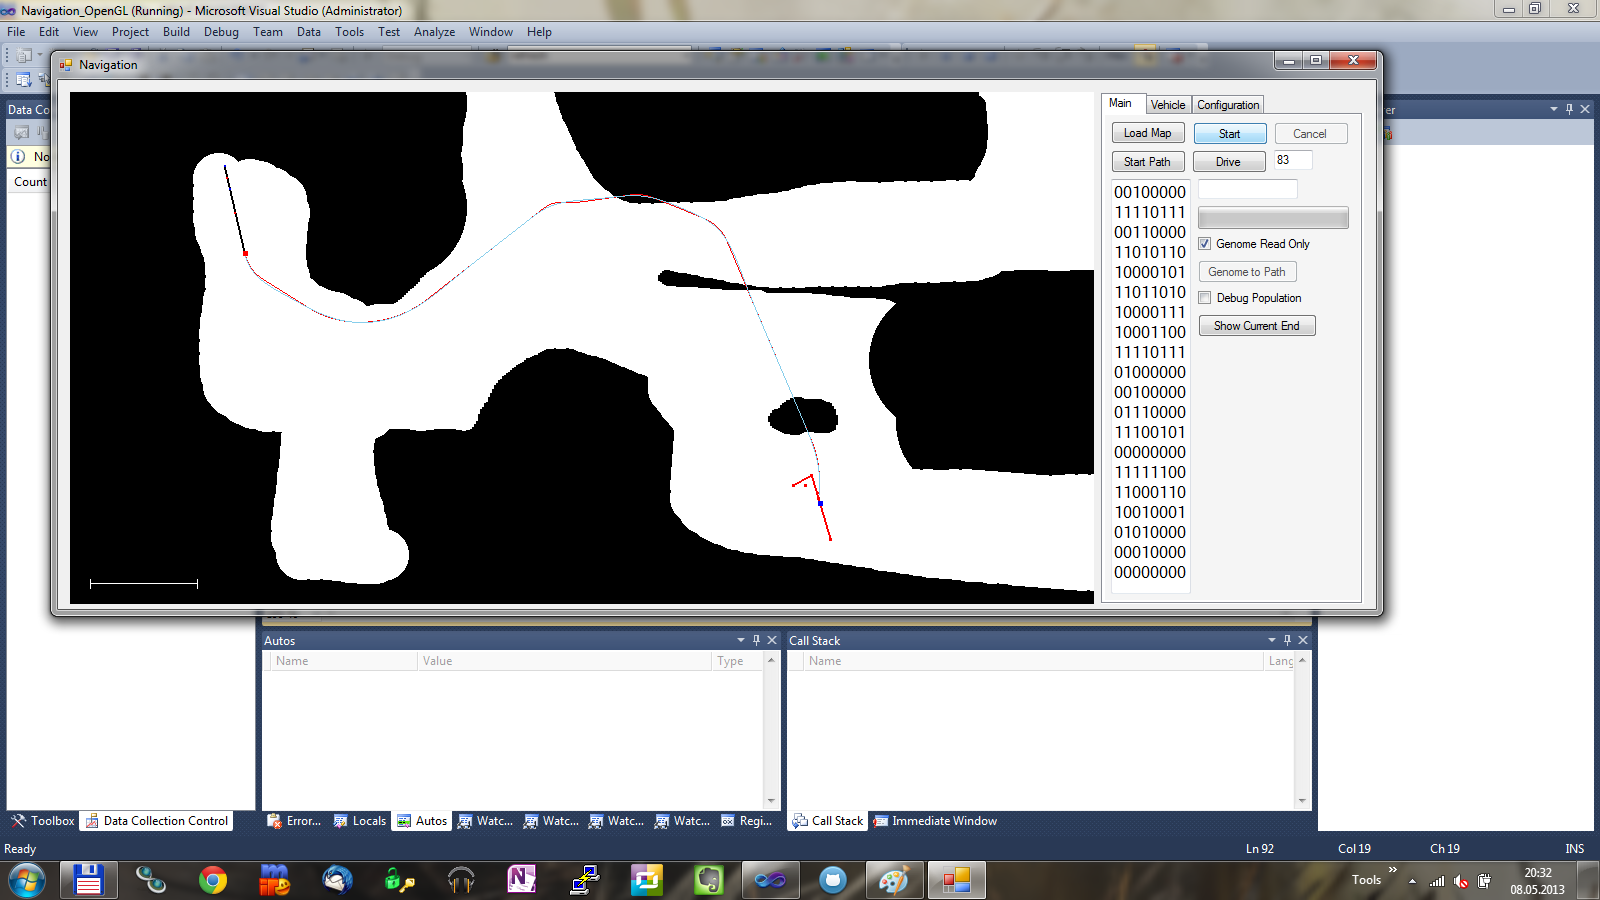 Navigation_OpenGL (Running) - Microsoft Visual Studio (Administrator)
File Edit View Project Build Debug Team Data Tools Test Analyze Window Help
Navigation
Main Vehicle Configuration
Load Map Start Cancel
Start Path Drive 83
00100000
11110111
00110000
11010110
10000101
11011010
10000111
10001100
11110111
01000000
00100000
01110000
11100101
00000000
11111100
11000110
10010001
01010000
00010000
00000000
Genome Read Only
Genome to Path
Debug Population
Show Current End
Data Co
No
Count
Autos
Name Value Type
Call Stack
Name Lang
Toolbox Data Collection Control Error... Locals Autos Watc... Watc... Watc... Watc... Regi... Call Stack Immediate Window
Ready Ln 92 Col 19 Ch 19 INS
Tools 20:32
08.05.2013